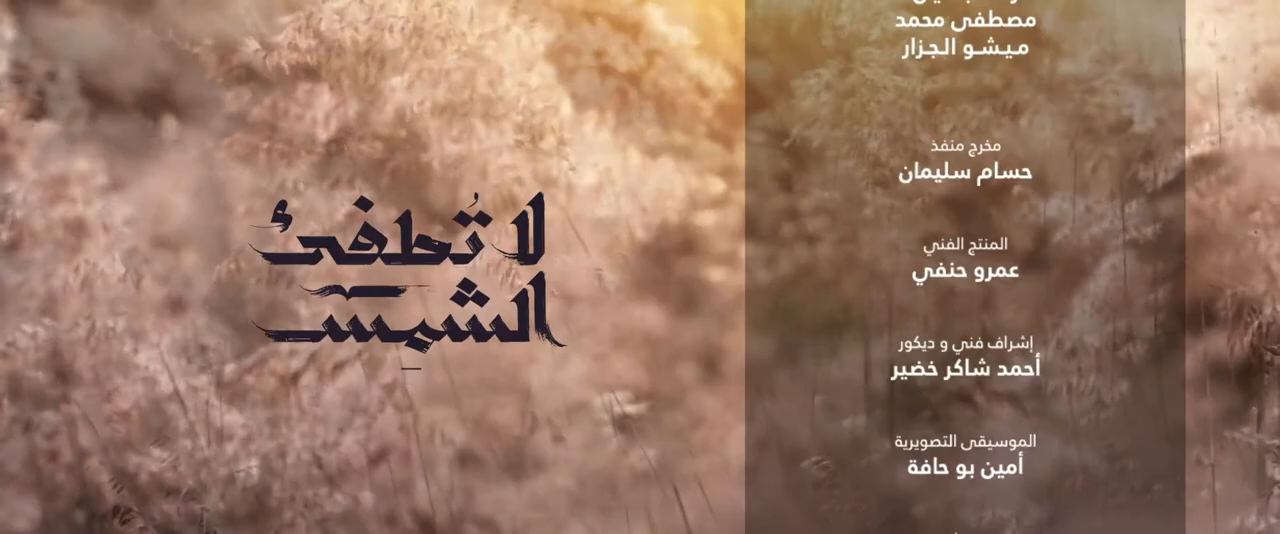 لا تُطفئ
الشمس
مصطفى محمد
ميشو الجزار
مخرج منفذ
حسام سليمان
المنتج الفني
عمرو حنفي
إشراف فني و ديكور
أحمد شاكر خضير
الموسيقى التصويرية
أمين بو حافة